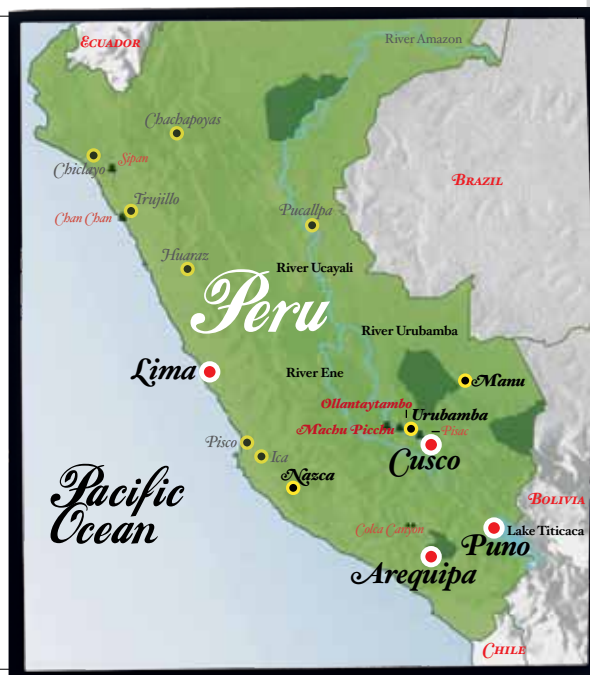 Ecuador
River Amazon
Chachapoyas
Chiclayo
Sipan
Brazil
Trujillo
Chan Chan
Pucallpa
Huaraz
River Ucayali
Peru
River Urubamba
Lima
River Ene
Manu
Ollantaytambo
Urubamba
Machu Picchu
Pisac
Pisco
Ica
Cusco
Nazca
Pacific
Ocean
Bolivia
Colca Canyon
Lake Titicaca
Puno
Arequipa
Chile